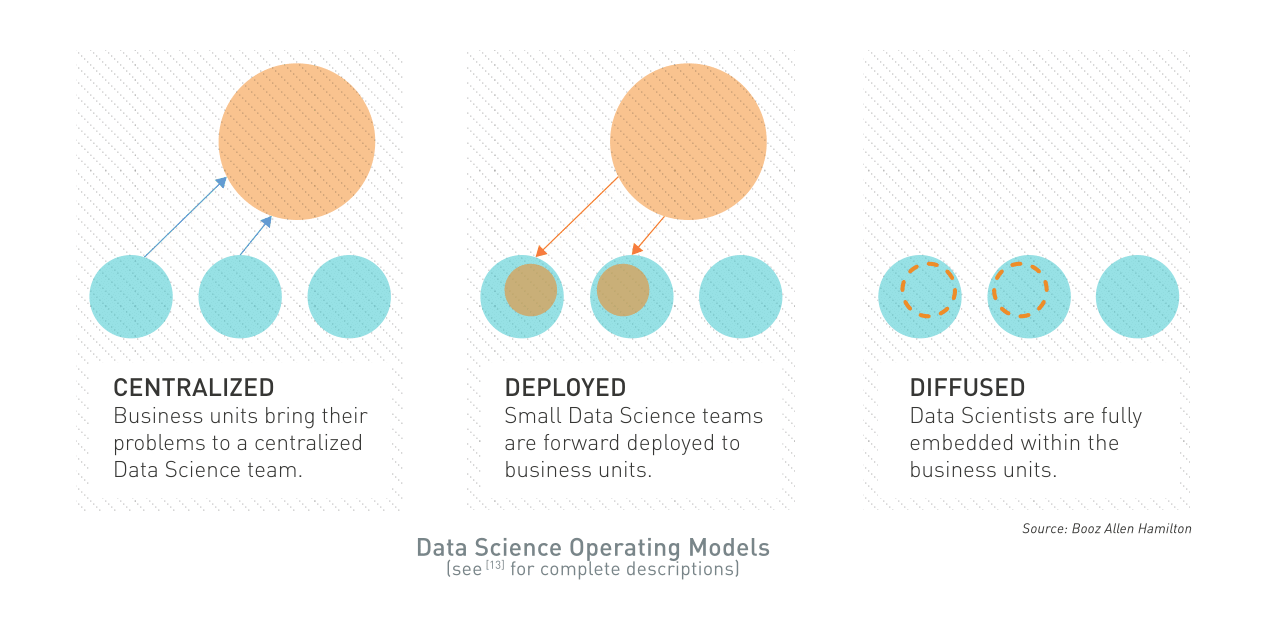 CENTRALIZED
Business units bring their
problems to a centralized
Data Science team.
DEPLOYED
Small Data Science teams
are forward deployed to
business units.
DIFFUSED
Data Scientists are fully
embedded within the
business units.
Source: Booz Allen Hamilton
Data Science Operating Models
(see [13] for complete descriptions)